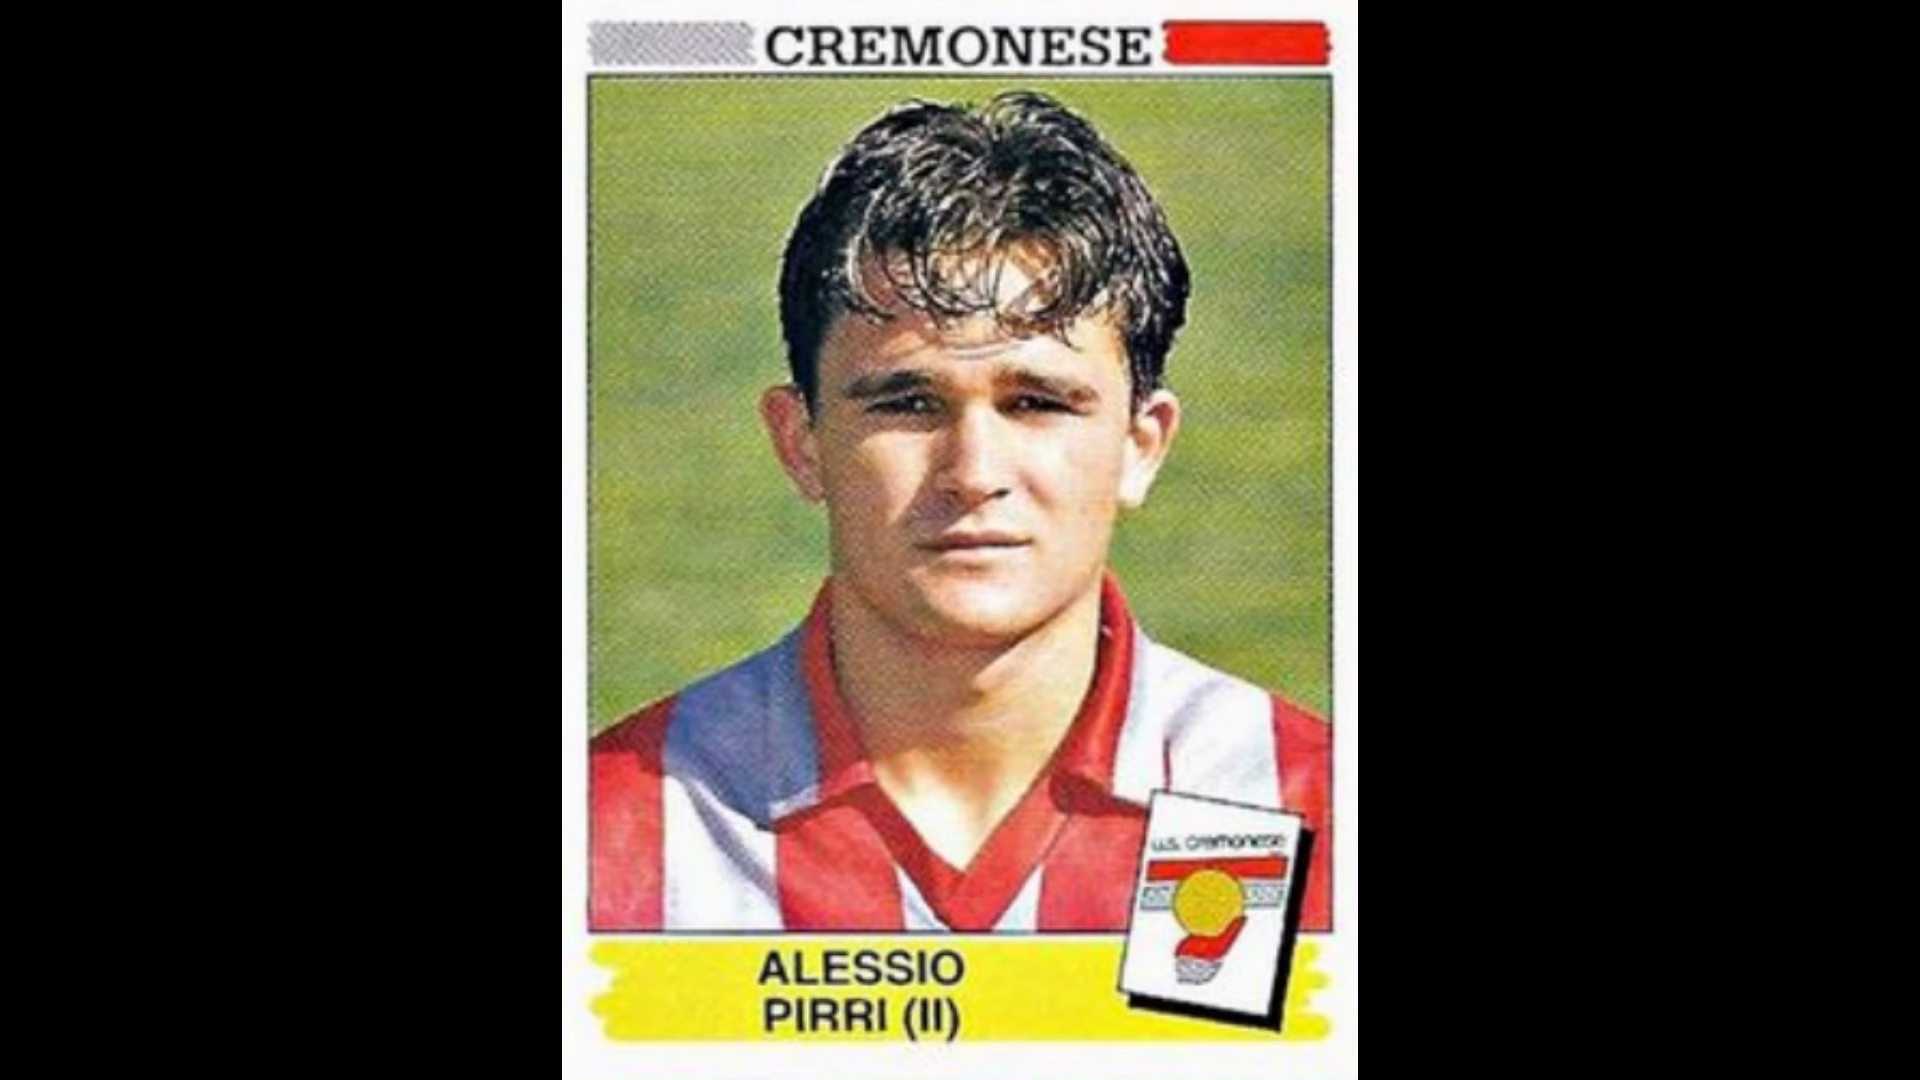 CREMONESE
U.S. Cremonese
ALESSIO
PIRRI (II)